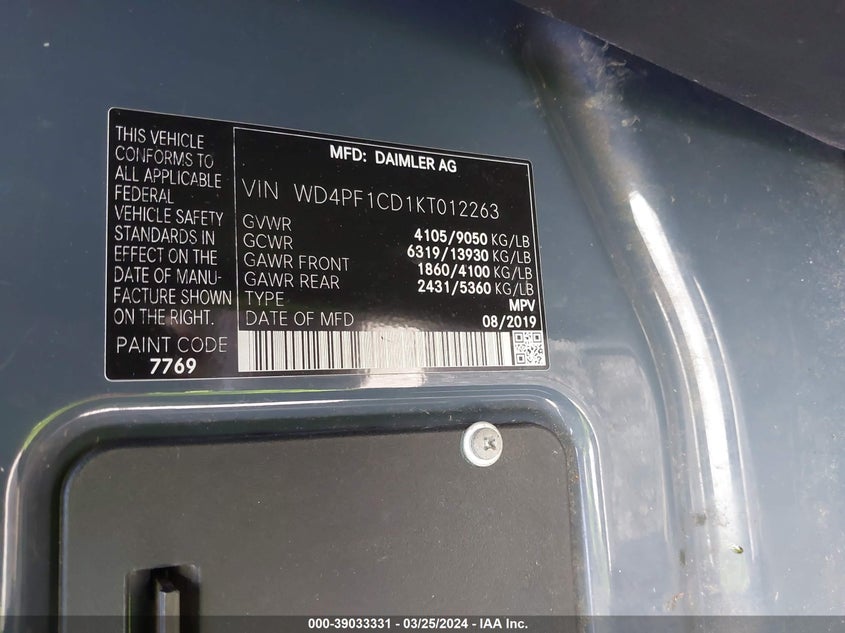 THIS VEHICLE
CONFORMS TO
ALL APPLICABLE
FEDERAL
VEHICLE SAFETY
STANDARDS IN
EFFECT ON THE
DATE OF MANU-
FACTURE SHOWN
ON THE RIGHT.
PAINT CODE
7769
MFD: DAIMLER AG
VIN WD4PF1CD1KT012263
GVWR 4105/9050 KG/LB
GCWR 6319/13930 KG/LB
GAWR FRONT 1860/4100 KG/LB
GAWR REAR 2431/5360 KG/LB
TYPE MPV
DATE OF MFD 08/2019
000-39033331 - 03/25/2024 - IAA Inc.